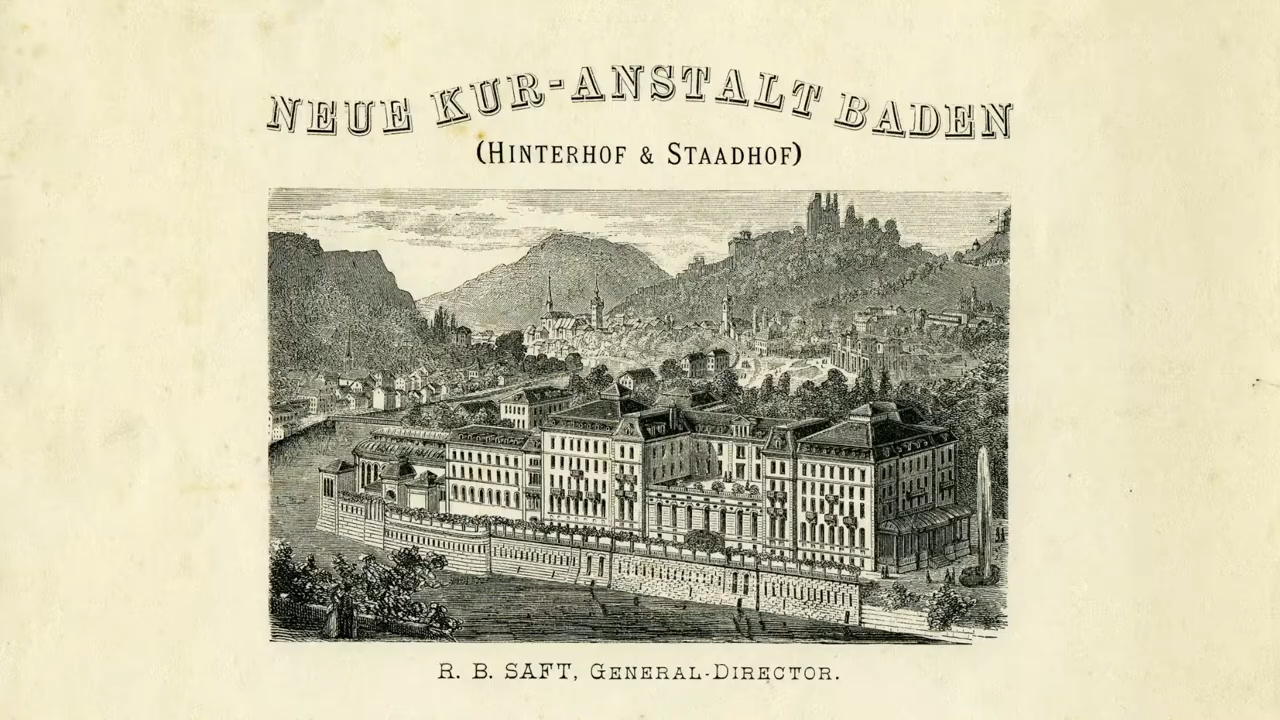 NEUE KUR-ANSTALT BADEN
(HINTERHOF & STAADHOF)
R. B. SAFT, GENERAL-DIRECTOR.